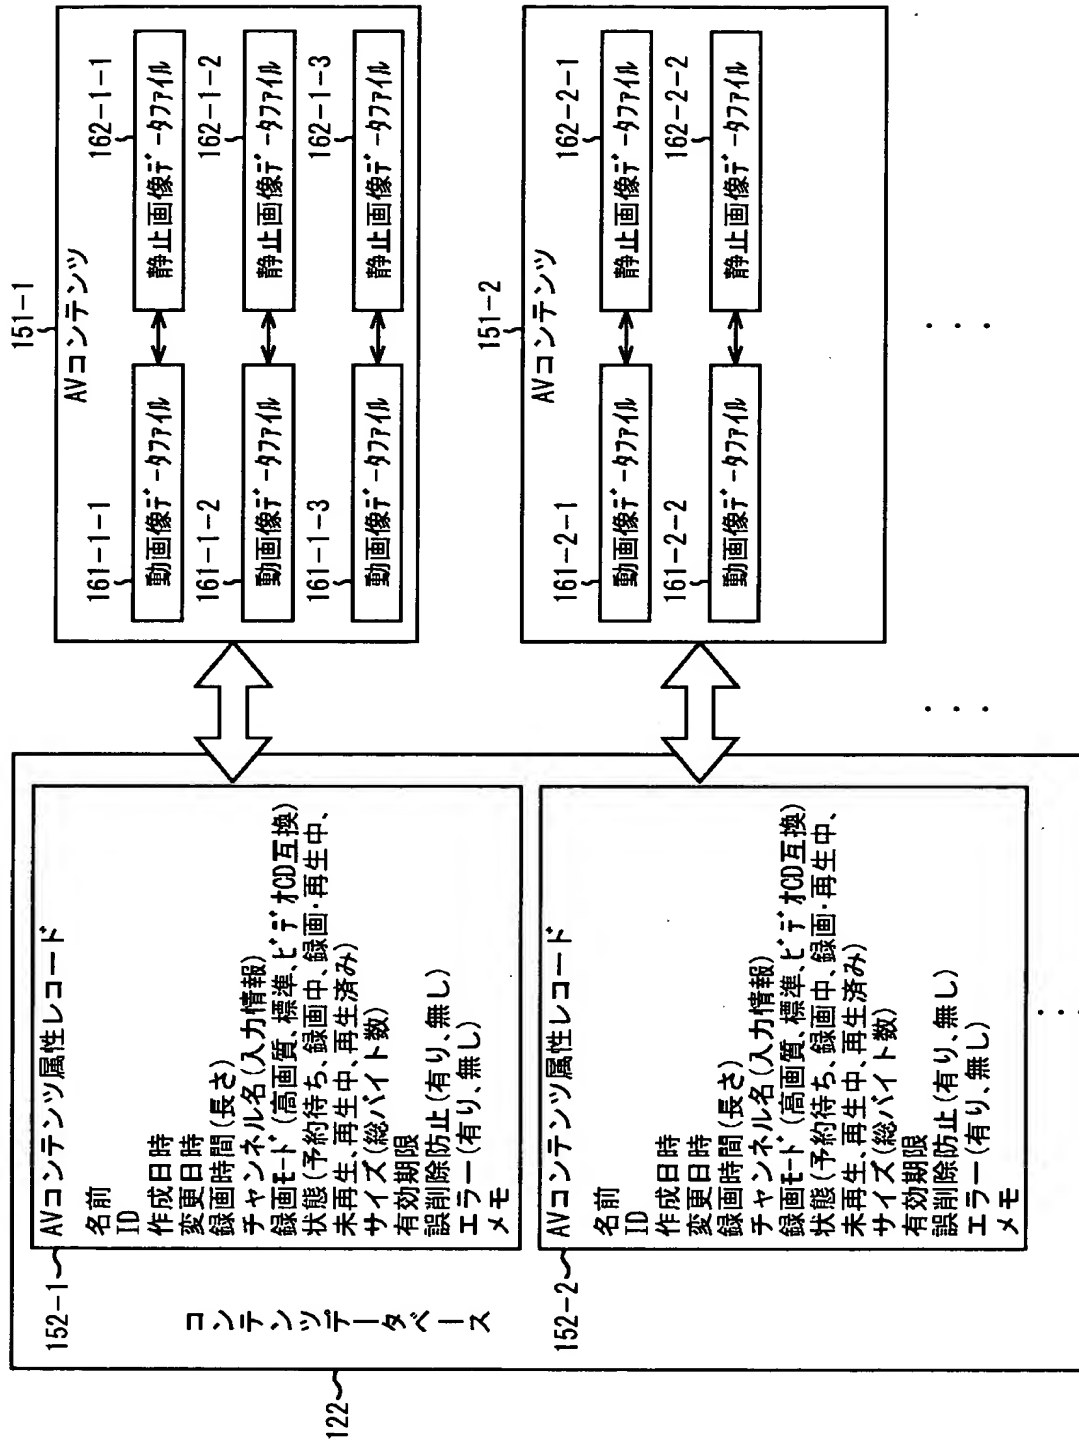 122
コンテンツデータベース
152-1
AVコンテンツ属性レコード
名前
ID
作成日時
変更日時
録画時間(長さ)
チャンネル名(入力情報)
録画モード(高画質、標準、ビデオCD互換)
状態(予約待ち、録画中、録画・再生中、
未再生、再生中、再生済み)
サイズ(総バイト数)
有効期限
誤削除防止(有り、無し)
エラー(有り、無し)
メモ
152-2
AVコンテンツ属性レコード
名前
ID
作成日時
変更日時
録画時間(長さ)
チャンネル名(入力情報)
録画モード(高画質、標準、ビデオCD互換)
状態(予約待ち、録画中、録画・再生中、
未再生、再生中、再生済み)
サイズ(総バイト数)
有効期限
誤削除防止(有り、無し)
エラー(有り、無し)
メモ
151-1
AVコンテンツ
161-1-1
動画像データファイル
162-1-1
静止画像データファイル
161-1-2
動画像データファイル
162-1-2
静止画像データファイル
161-1-3
動画像データファイル
162-1-3
静止画像データファイル
151-2
AVコンテンツ
161-2-1
動画像データファイル
162-2-1
静止画像データファイル
161-2-2
動画像データファイル
162-2-2
静止画像データファイル